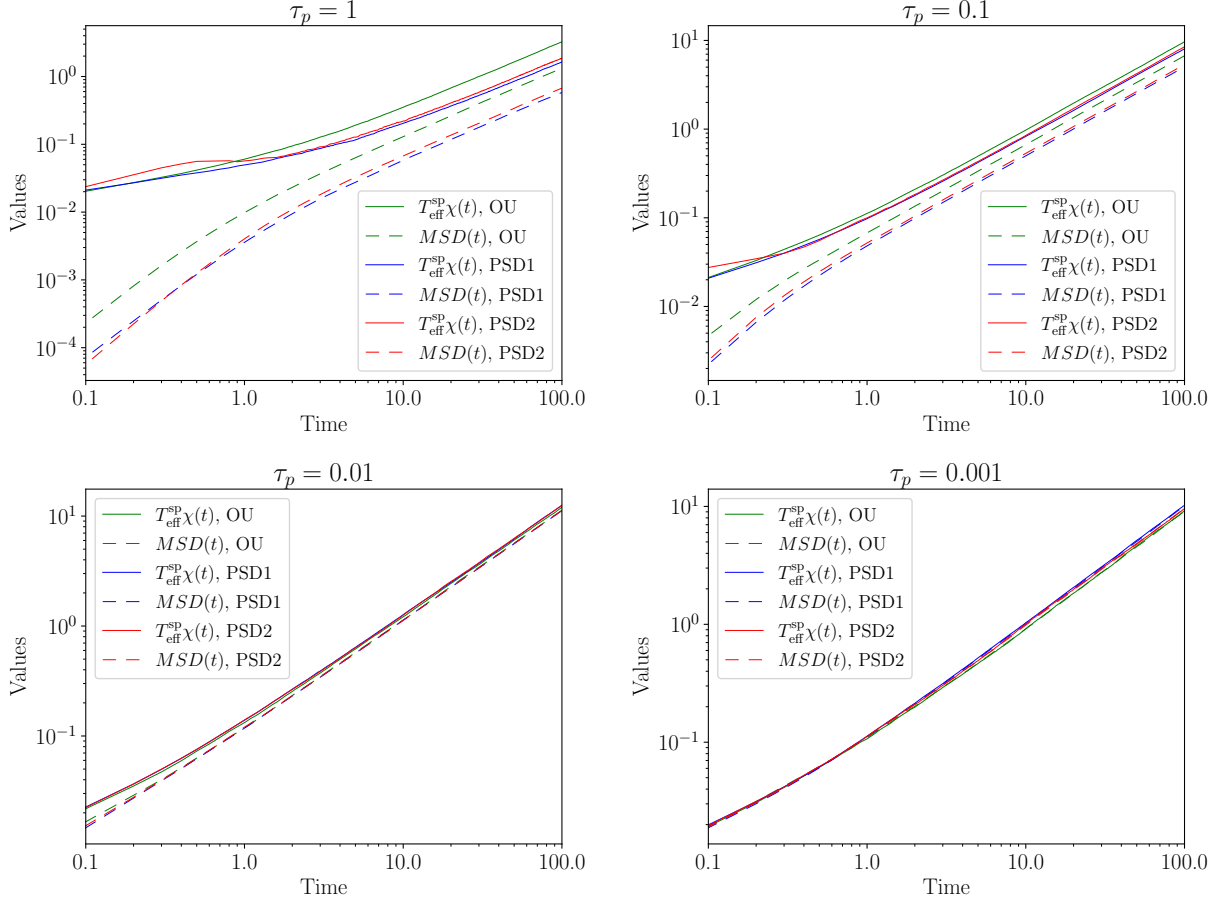 τ_p = 1
Values
10^0
10^{-1}
10^{-2}
10^{-3}
10^{-4}
T_eff^sp χ(t), OU
MSD(t), OU
T_eff^sp χ(t), PSD1
MSD(t), PSD1
T_eff^sp χ(t), PSD2
MSD(t), PSD2
0.1 1.0 10.0 100.0
Time
τ_p = 0.1
Values
10^1
10^0
10^{-1}
10^{-2}
T_eff^sp χ(t), OU
MSD(t), OU
T_eff^sp χ(t), PSD1
MSD(t), PSD1
T_eff^sp χ(t), PSD2
MSD(t), PSD2
0.1 1.0 10.0 100.0
Time
τ_p = 0.01
Values
10^1
10^0
10^{-1}
T_eff^sp χ(t), OU
MSD(t), OU
T_eff^sp χ(t), PSD1
MSD(t), PSD1
T_eff^sp χ(t), PSD2
MSD(t), PSD2
0.1 1.0 10.0 100.0
Time
τ_p = 0.001
Values
10^1
10^0
10^{-1}
T_eff^sp χ(t), OU
MSD(t), OU
T_eff^sp χ(t), PSD1
MSD(t), PSD1
T_eff^sp χ(t), PSD2
MSD(t), PSD2
0.1 1.0 10.0 100.0
Time